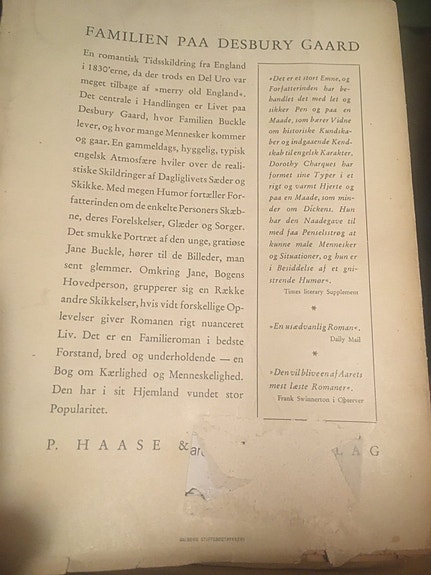 FAMILIEN PAA DESBURY GAARD
En romantisk Tidsskildring fra England
i 1830'erne, da der trods en Del Uro var
meget tilbage af »merry old England«.
Det centrale i Handlingen er Livet paa
Desbury Gaard, hvor Familien Buckle
lever, og hvor mange Mennesker kommer
og gaar. En gammeldags, hyggelig, typisk
engelsk Atmosfære hviler over de reali-
stiske Skildringer af Dagliglivets Sæder og
Skikke. Med megen Humor fortæller For-
fatterinden om de enkelte Personers Skæb-
ne, deres Forelskelser, Glæder og Sorger.
Det smukke Portræt af den unge, gratiøse
Jane Buckle, hører til de Billeder, man
sent glemmer. Omkring Jane, Bogens
Hovedperson, grupperer sig en Række
andre Skikkelser, hvis vidt forskellige Op-
levelser giver Romanen rigt nuanceret
Liv. Det er en Familieroman i bedste
Forstand, bred og underholdende — en
Bog om Kærlighed og Menneskelighed.
Den har i sit Hjemland vundet stor
Popularitet.
»Det er et stort Emne, og
Forfatterinden har be-
handlet det med let og
sikker Pen og paa en
Maade, som bærer Vidne
om historiske Kundska-
ber og indgaaende Kend-
skab til engelsk Karakter.
Dorothy Charques har
formet sine Typer i et
rigt og varmt Hjerte og
paa en Maade, som min-
der om Dickens. Hun
har den Naadegave til
med faa Penselstrøg at
kunne male Mennesker
og Situationer, og hun er
i Besiddelse af et gni-
strende Humor«.
Times literary Supplement
*
»En usædvanlig Roman«.
Daily Mail
*
»Den vil blive en af Aarets
mest læste Romaner«.
Frank Swinnerton i Observer
P. HAASE &
LAG